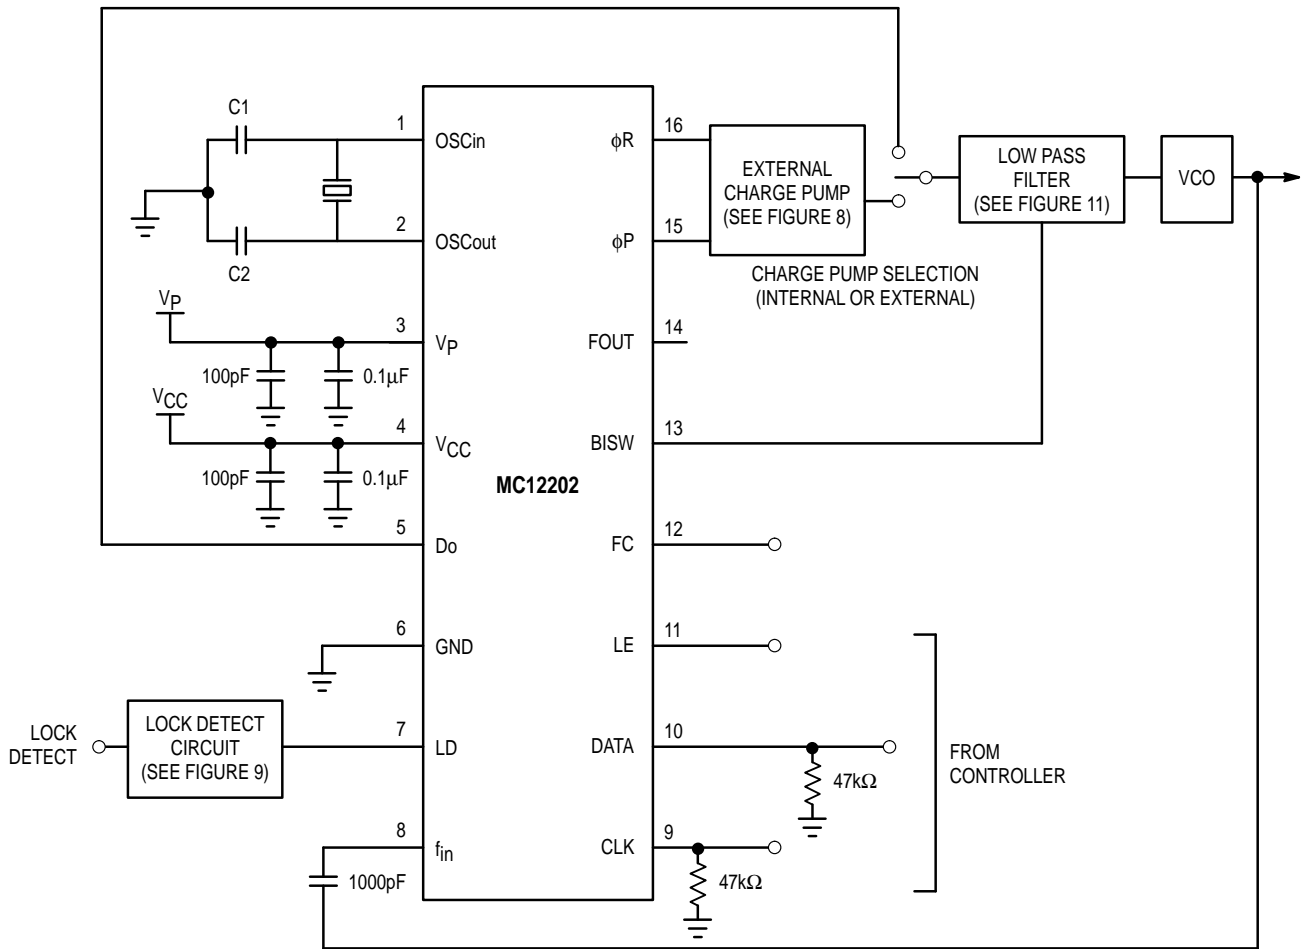 C1
1
OSCin
C2
2
OSCout
VP
3
VP
100pF
0.1μF
VCC
4
VCC
100pF
0.1μF
MC12202
5
Do
6
GND
LOCK
DETECT
LOCK DETECT
CIRCUIT
(SEE FIGURE 9)
7
LD
8
fin
1000pF
φR
16
φP
15
EXTERNAL
CHARGE PUMP
(SEE FIGURE 8)
CHARGE PUMP SELECTION
(INTERNAL OR EXTERNAL)
LOW PASS
FILTER
(SEE FIGURE 11)
VCO
FOUT
14
BISW
13
FC
12
LE
11
DATA
10
47kΩ
CLK
9
47kΩ
FROM
CONTROLLER